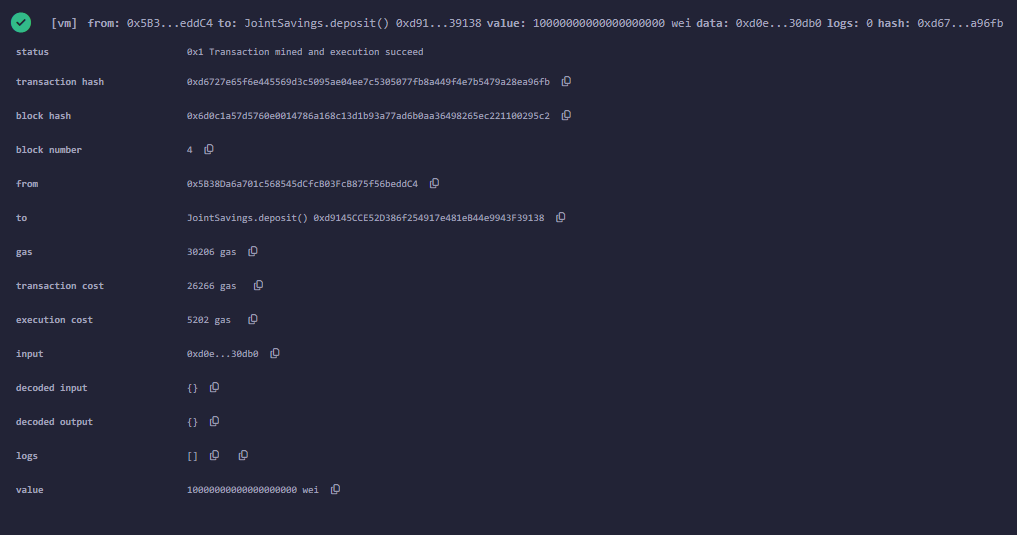 [vm] from: 0x5B3...eddC4 to: JointSavings.deposit() 0xd91...39138 value: 10000000000000000000 wei data: 0xd0e...30db0 logs: 0 hash: 0xd67...a96fb
status 0x1 Transaction mined and execution succeed
transaction hash 0xd6727e65f6e445569d3c5095ae04ee7c5305077fb8a449f4e7b5479a28ea96fb
block hash 0x6d0c1a57d5760e0014786a168c13d1b93a77ad6b0aa36498265ec221100295c2
block number 4
from 0x5B38Da6a701c568545dCfcB03FcB875f56beddC4
to JointSavings.deposit() 0xd9145CCE52D386f254917e481eB44e9943F39138
gas 30206 gas
transaction cost 26266 gas
execution cost 5202 gas
input 0xd0e...30db0
decoded input {}
decoded output {}
logs []
value 10000000000000000000 wei